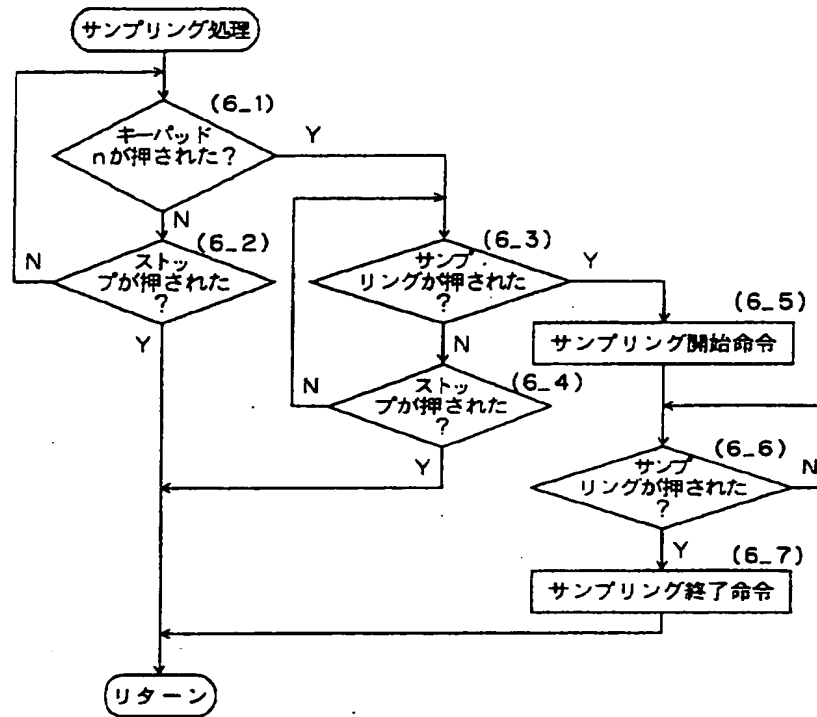 サンプリング処理
(6_1)
キーパッド
nが押された?
Y
N
(6_2)
ストッ
プが押された
?
N
Y
(6_3)
サンプ
リングが押された
?
Y
N
(6_4)
ストッ
プが押された
?
N
Y
(6_5)
サンプリング開始命令
(6_6)
サンプ
リングが押された
?
N
Y
(6_7)
サンプリング終了命令
リターン